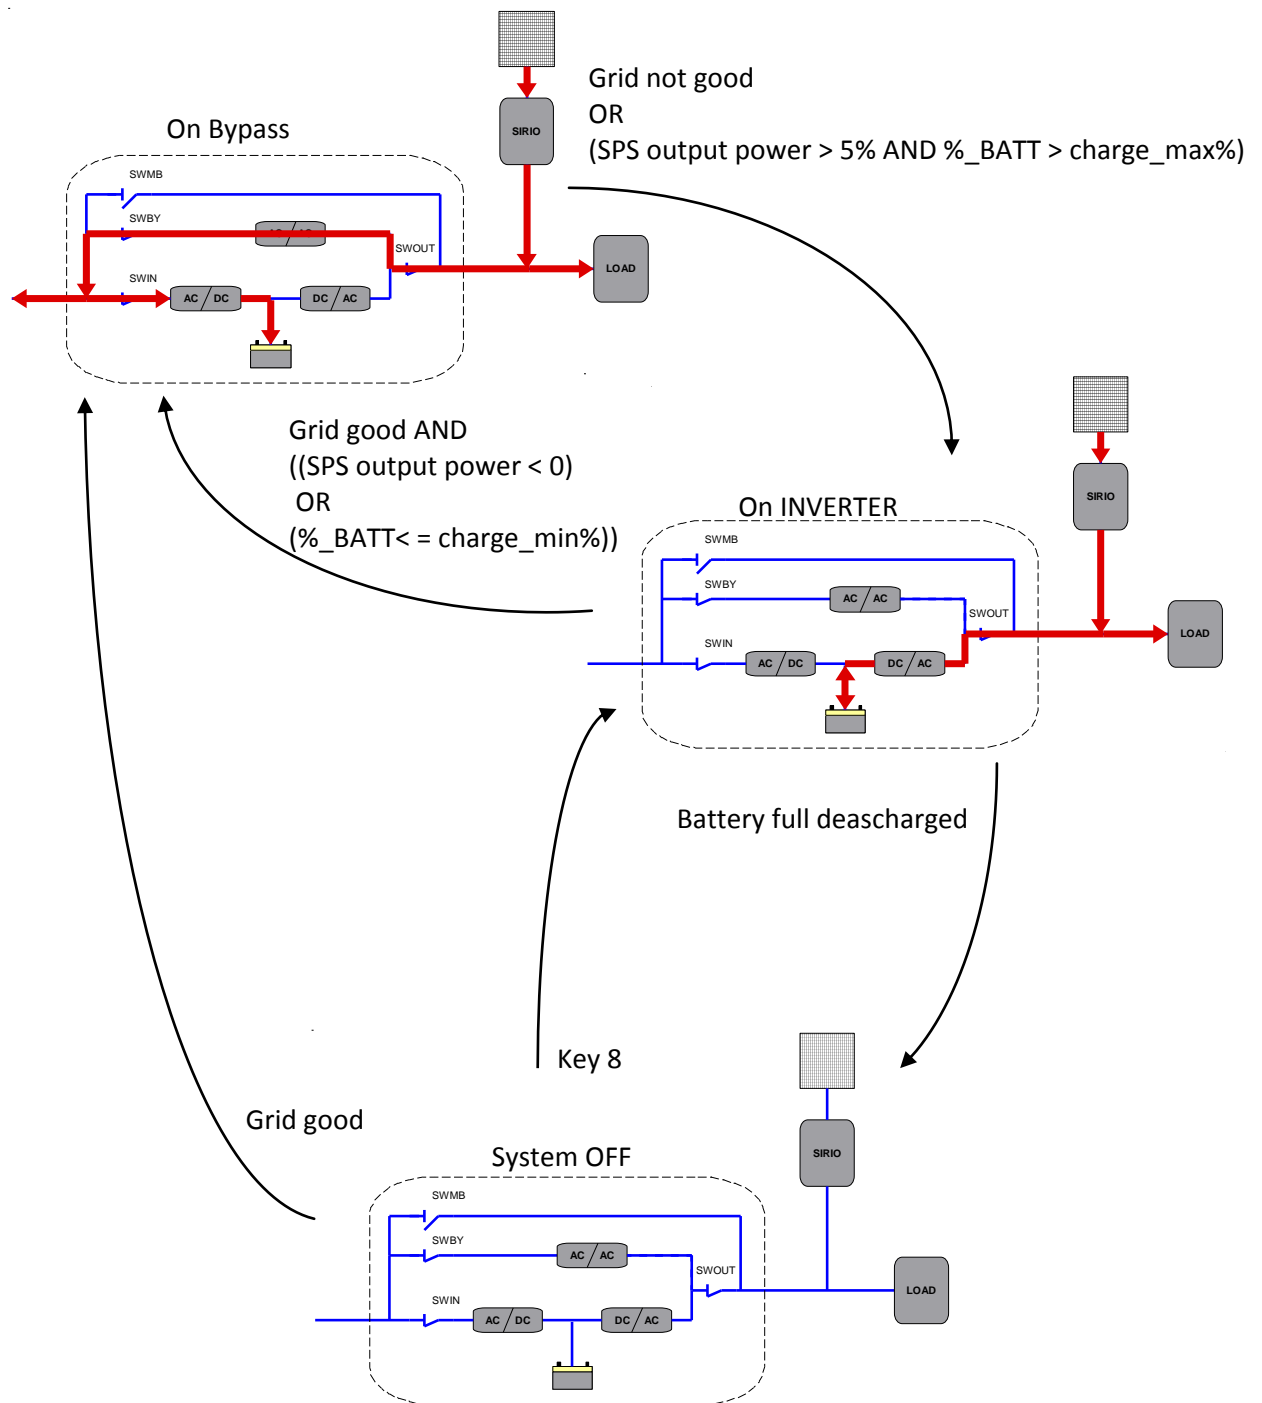 Grid not good
OR
(SPS output power > 5% AND %_BATT > charge_max%)
SIRIO
On Bypass
SWMB
SWBY
SWOUT
SWIN
AC / DC
DC / AC
LOAD
Grid good AND
((SPS output power < 0)
OR
(%_BATT< = charge_min%))
SIRIO
On INVERTER
SWMB
SWBY
AC / AC
SWOUT
SWIN
AC / DC
DC / AC
LOAD
Battery full deascharged
Key 8
Grid good
System OFF
SIRIO
SWMB
SWBY
AC / AC
SWOUT
SWIN
AC / DC
DC / AC
LOAD